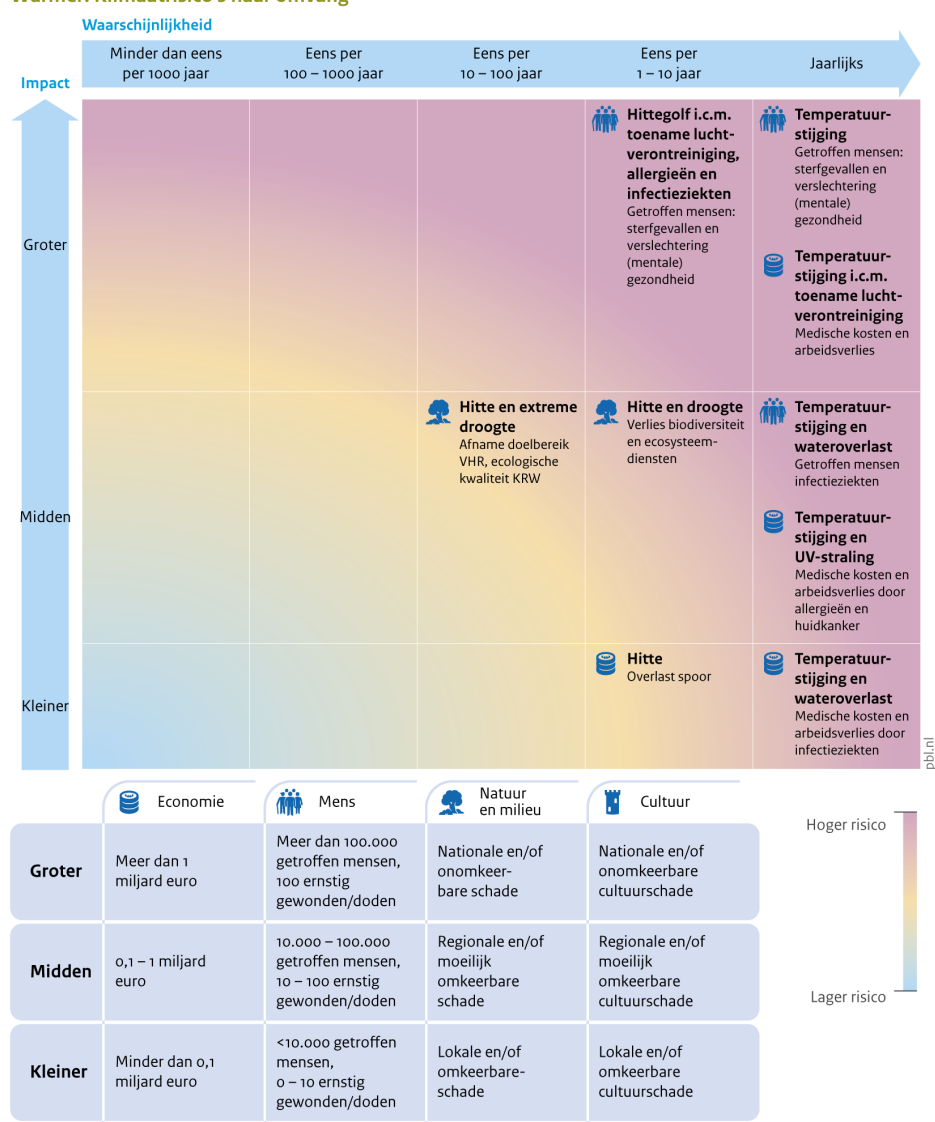 Waarschijnlijkheid
Minder dan eens
per 1000 jaar
Eens per
100 – 1000 jaar
Eens per
10 – 100 jaar
Eens per
1 – 10 jaar
Jaarlijks
Impact
Groter
Hittegolf i.c.m.
toename lucht-
verontreiniging,
allergieën en
infectieziekten
Getroffen mensen:
sterfgevallen en
verslechtering
(mentale)
gezondheid
Temperatuur-
stijging
Getroffen mensen:
sterfgevallen en
verslechtering
(mentale)
gezondheid
Temperatuur-
stijging i.c.m.
toename lucht-
verontreiniging
Medische kosten en
arbeidsverlies
Midden
Hitte en extreme
droogte
Afname doelbereik
VHR, ecologische
kwaliteit KRW
Hitte en droogte
Verlies biodiversiteit
en ecosysteem-
diensten
Temperatuur-
stijging en
wateroverlast
Getroffen mensen
infectieziekten
Temperatuur-
stijging en
UV-straling
Medische kosten en
arbeidsverlies door
allergieën en
huidkanker
Kleiner
Hitte
Overlast spoor
Temperatuur-
stijging en
wateroverlast
Medische kosten en
arbeidsverlies door
infectieziekten
pbl.nl
Economie
Mens
Natuur
en milieu
Cultuur
Groter
Meer dan 1
miljard euro
Meer dan 100.000
getroffen mensen,
100 ernstig
gewonden/doden
Nationale en/of
onomkeer-
bare schade
Nationale en/of
onomkeerbare
cultuurschade
Midden
0,1 – 1 miljard
euro
10.000 – 100.000
getroffen mensen,
10 – 100 ernstig
gewonden/doden
Regionale en/of
moeilijk
omkeerbare
schade
Regionale en/of
moeilijk
omkeerbare
cultuurschade
Kleiner
Minder dan 0,1
miljard euro
<10.000 getroffen
mensen,
0 – 10 ernstig
gewonden/doden
Lokale en/of
omkeerbare-
schade
Lokale en/of
omkeerbare
cultuurschade
Hoger risico
Lager risico